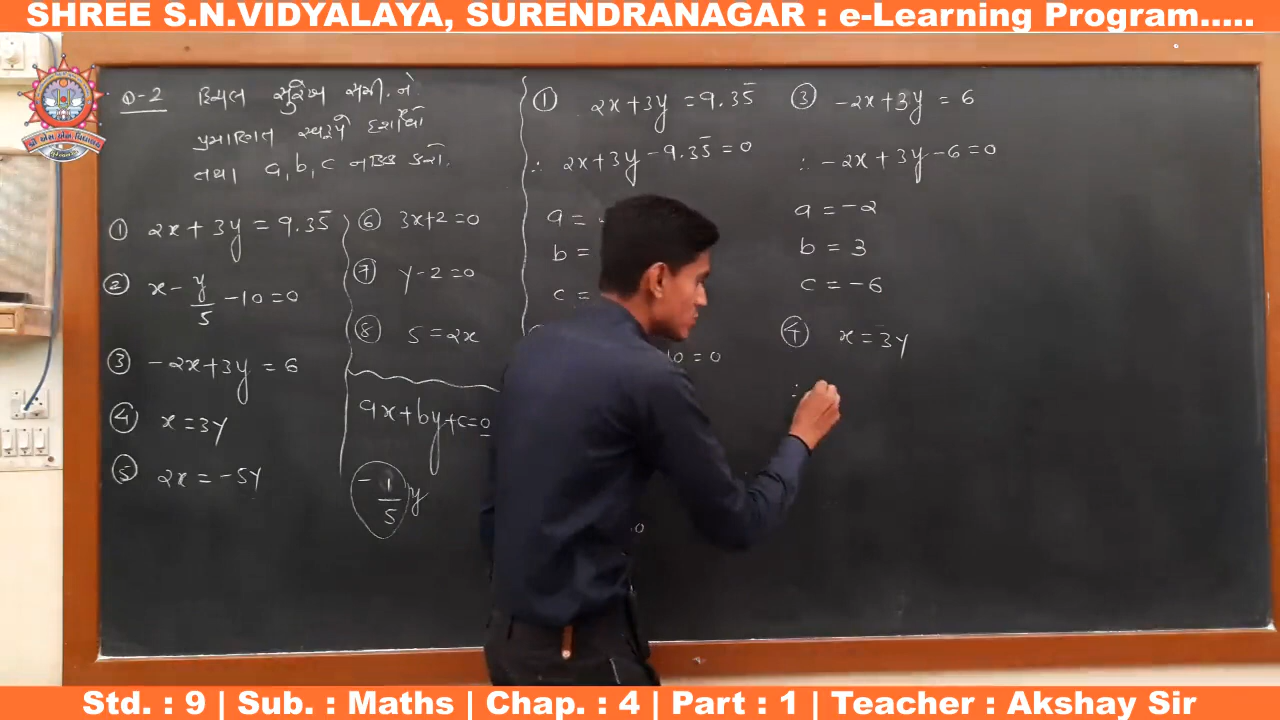 SHREE S.N.VIDYALAYA, SURENDRANAGAR : e-Learning Program.....
Q-2 દ્વિચલ સુરેખ સમી. ને
પ્રમાણિત સ્વરૂપે દર્શાવો
તથા a, b, c નક્કી કરો.
① 2x + 3y = 9.35̅
② x - y/5 - 10 = 0
③ -2x + 3y = 6
④ x = 3y
⑤ 2x = -5y
⑥ 3x + 2 = 0
⑦ y - 2 = 0
⑧ 5 = 2x
ax + by + c = 0
- 1/5 y
① 2x + 3y = 9.35̅
∴ 2x + 3y - 9.35̅ = 0
a =
b =
c =
10 = 0
③ -2x + 3y = 6
∴ -2x + 3y - 6 = 0
a = -2
b = 3
c = -6
④ x = 3y
Std. : 9 | Sub. : Maths | Chap. : 4 | Part : 1 | Teacher : Akshay Sir